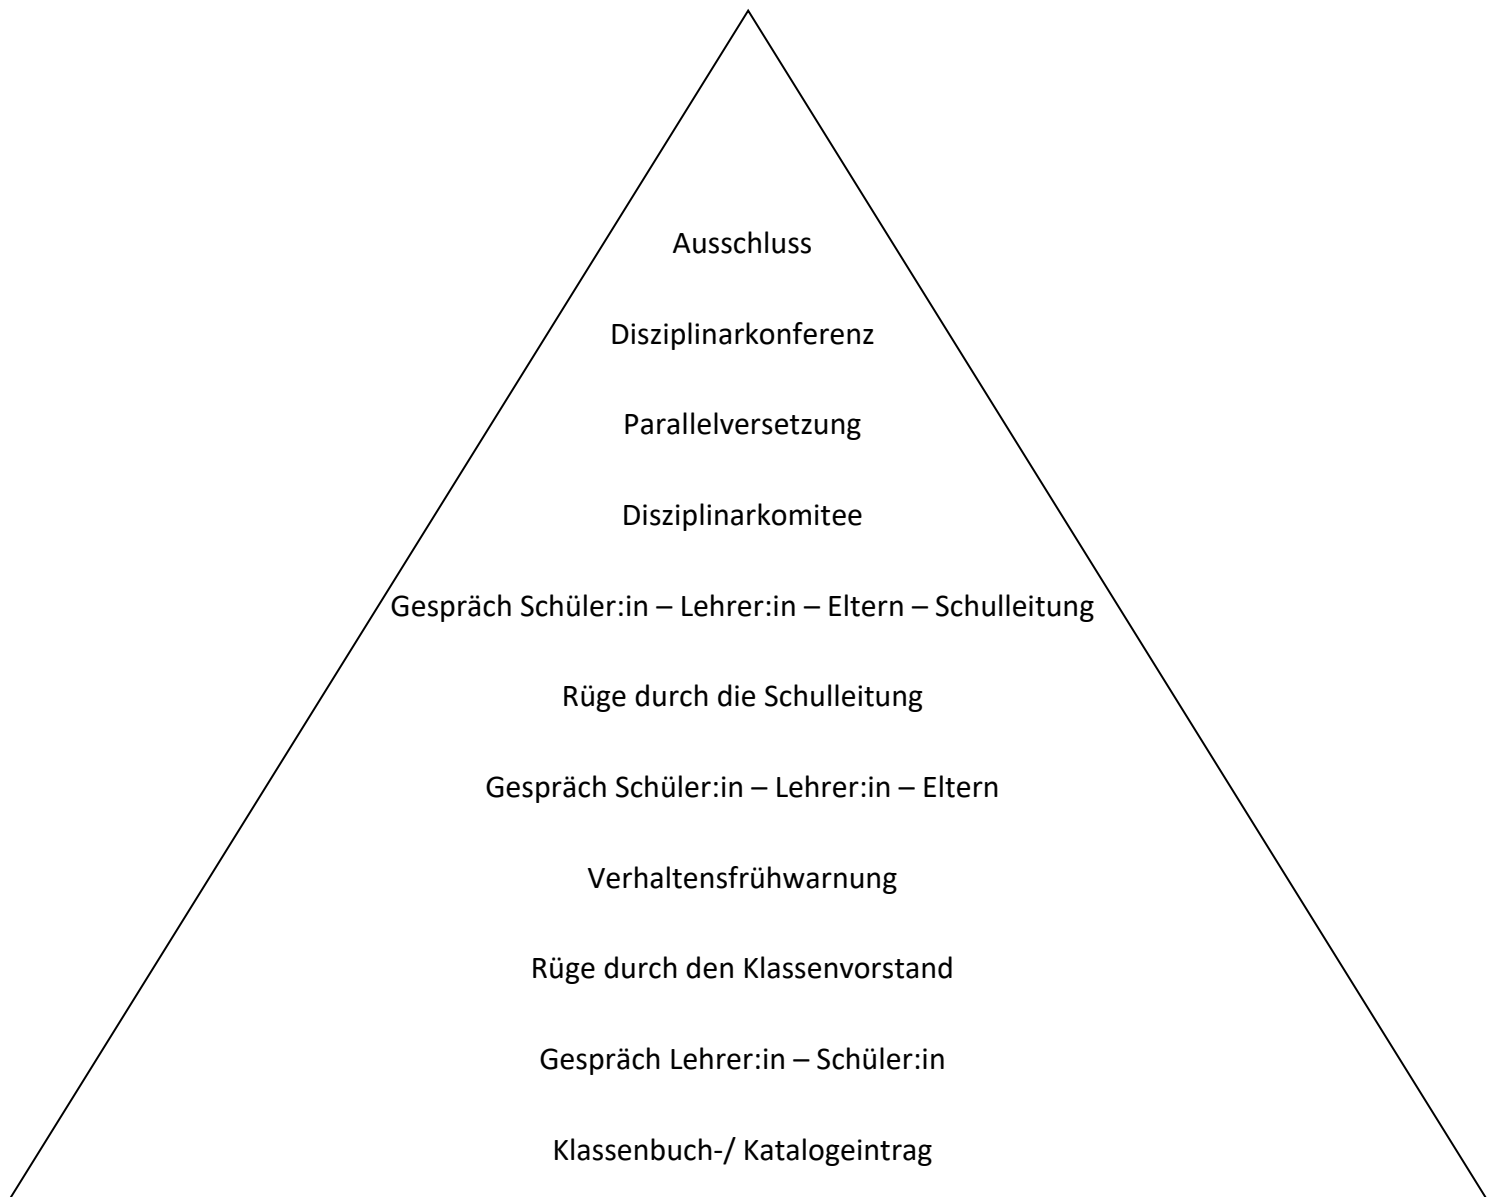 Ausschluss
Disziplinarkonferenz
Parallelversetzung
Disziplinarkomitee
Gespräch Schüler:in – Lehrer:in – Eltern – Schulleitung
Rüge durch die Schulleitung
Gespräch Schüler:in – Lehrer:in – Eltern
Verhaltensfrühwarnung
Rüge durch den Klassenvorstand
Gespräch Lehrer:in – Schüler:in
Klassenbuch-/ Katalogeintrag